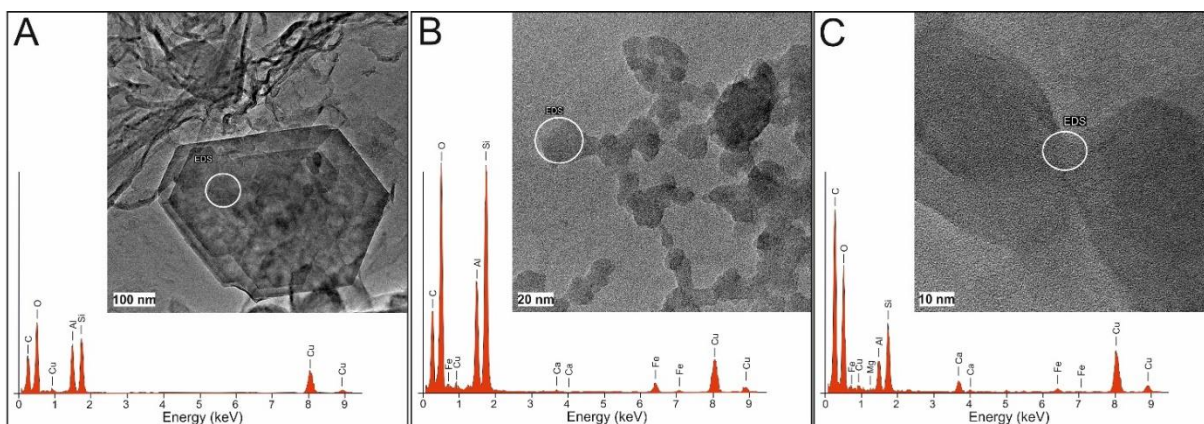 A
EDS
100 nm
C
O
Cu
Al
Si
Cu
Cu
0 1 2 3 4 5 6 7 8 9
Energy (keV)
B
EDS
20 nm
C
O
Fe
Cu
Al
Si
Ca
Ca
Fe
Fe
Cu
Cu
0 1 2 3 4 5 6 7 8 9
Energy (keV)
C
EDS
10 nm
C
O
Fe
Cu
Mg
Al
Si
Ca
Ca
Fe
Fe
Cu
Cu
0 1 2 3 4 5 6 7 8 9
Energy (keV)